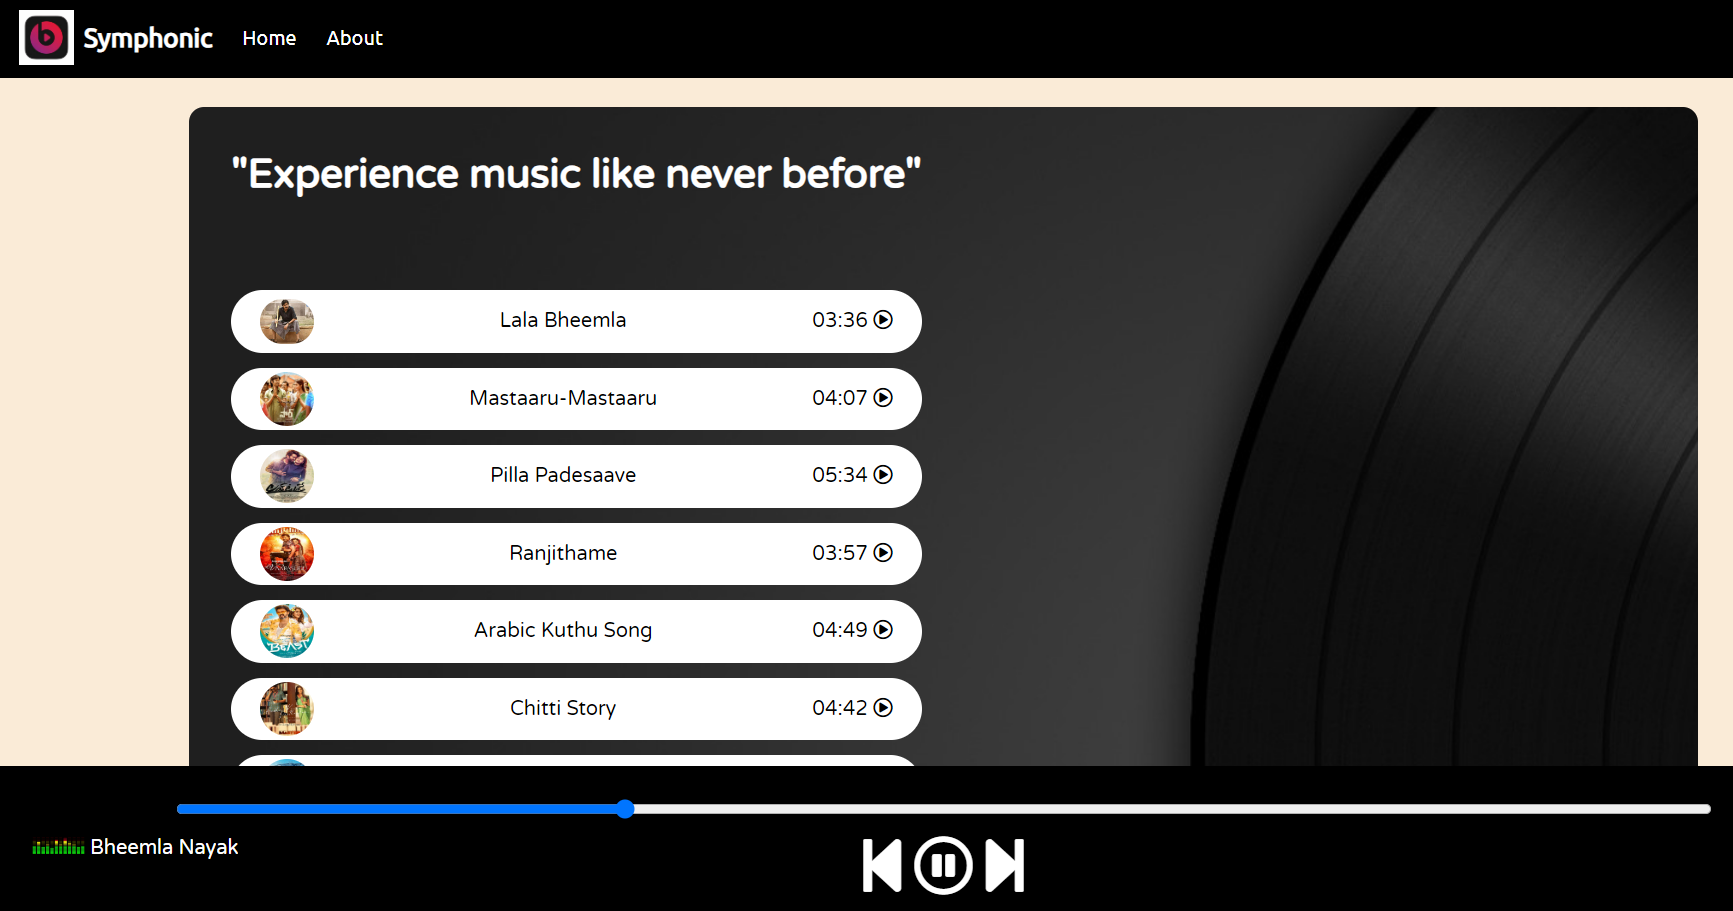 Symphonic Home About
"Experience music like never before"
Lala Bheemla 03:36
Mastaaru-Mastaaru 04:07
Pilla Padesaave 05:34
Ranjithame 03:57
Arabic Kuthu Song 04:49
BEAST
Chitti Story 04:42
Bheemla Nayak